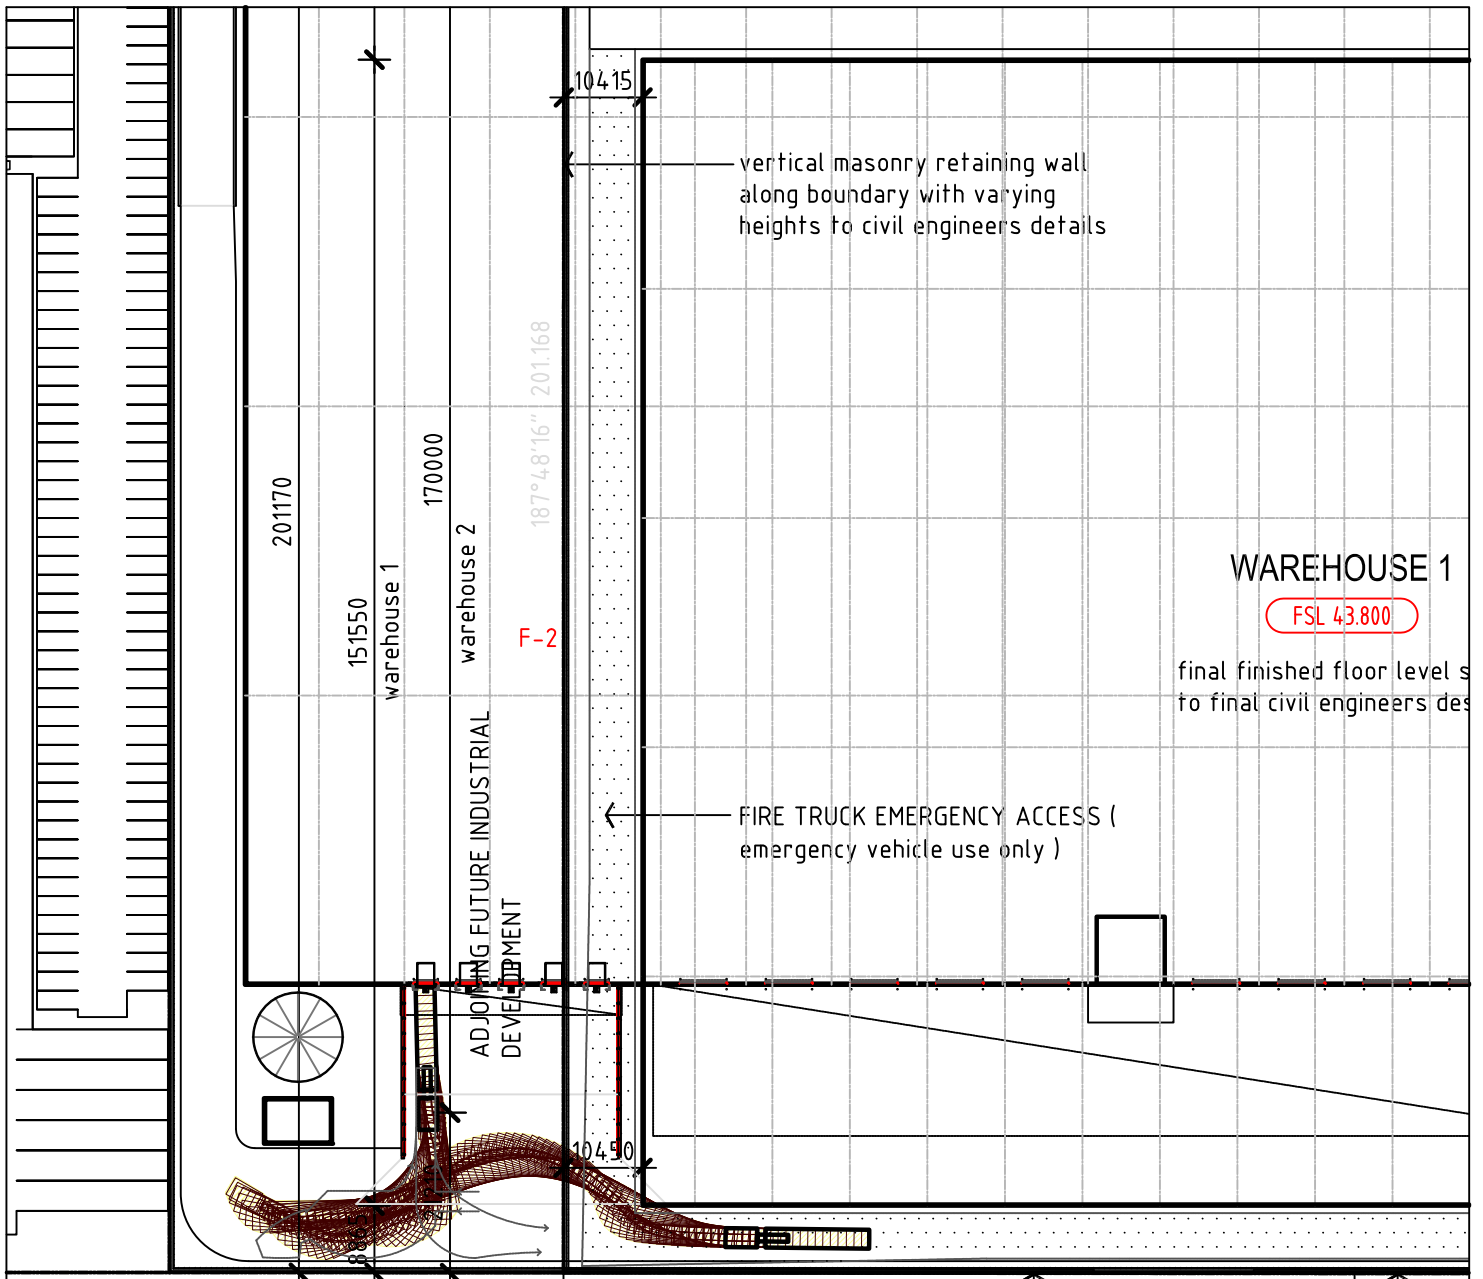 10415
vertical masonry retaining wall
along boundary with varying
heights to civil engineers details
187°48'16" 201.168
201170
170000
151550
warehouse 1
warehouse 2
F-2
WAREHOUSE 1
FSL 43.800
final finished floor level s
to final civil engineers des
ADJOINING FUTURE INDUSTRIAL
DEVELOPMENT
FIRE TRUCK EMERGENCY ACCESS (
emergency vehicle use only )
10450